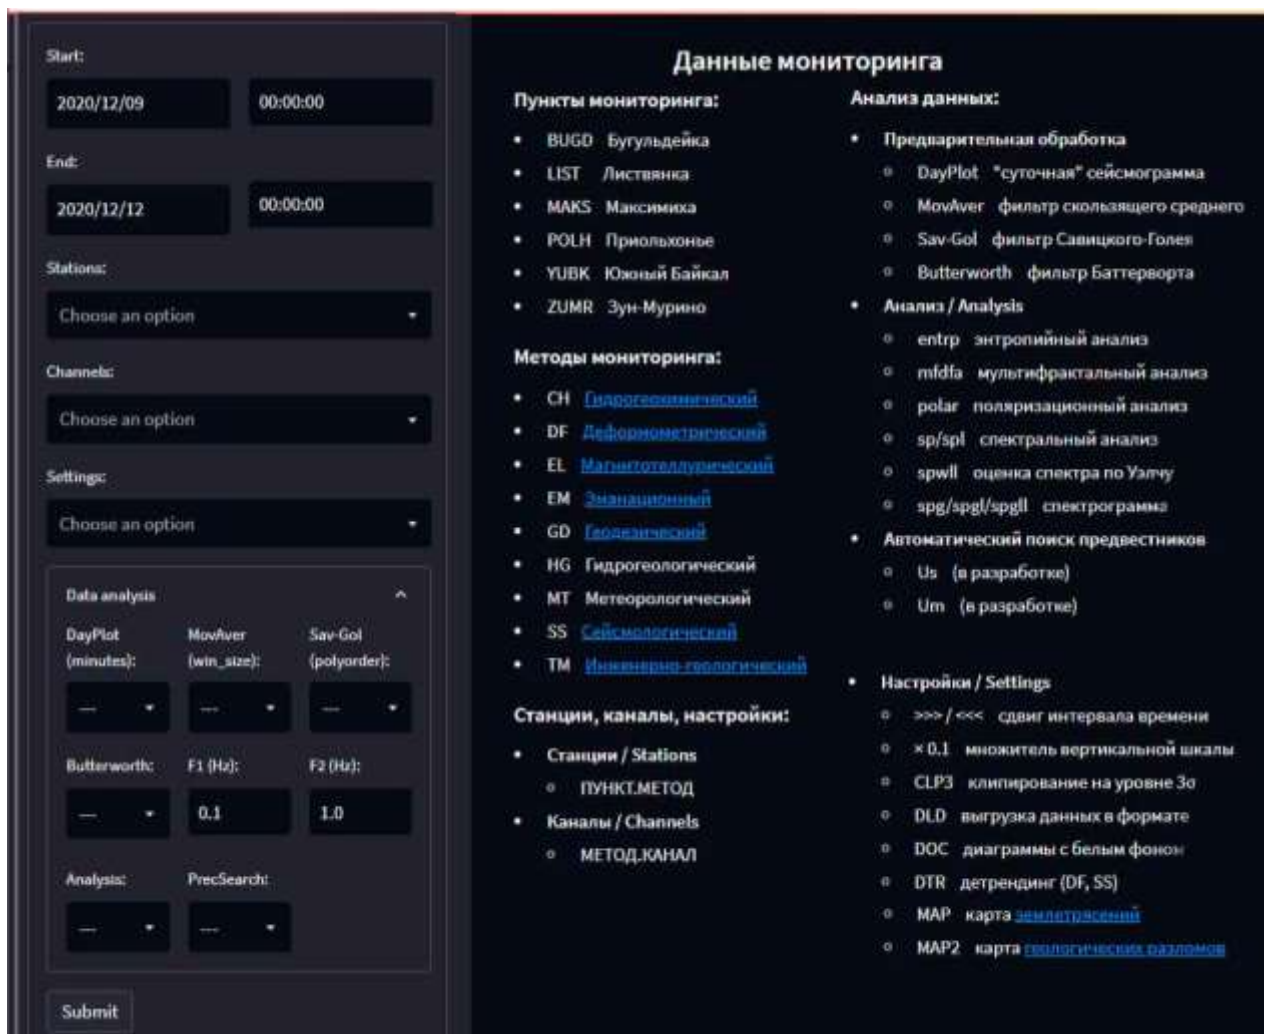 Start:
2020/12/09 00:00:00
End:
2020/12/12 00:00:00
Stations:
Choose an option
Channels:
Choose an option
Settings:
Choose an option
Data analysis
DayPlot (minutes): MovAver (win_size): Sav-Gol (polyorder):
--- --- ---
Butterworth: F1 (Hz): F2 (Hz):
--- 0.1 1.0
Analysis: PrecSearch:
--- ---
Submit
Данные мониторинга
Пункты мониторинга:
• BUGD Бугульдейка
• LIST Листвянка
• MAKS Максимиха
• POLH Приольхонье
• YUBK Южный Байкал
• ZUMR Зун-Мурино
Методы мониторинга:
• CH Гидрогеохимический
• DF Деформометрический
• EL Магнитотеллурический
• EM Эманационный
• GD Геодезический
• HG Гидрогеологический
• MT Метеорологический
• SS Сейсмологический
• TM Инженерно-геологический
Станции, каналы, настройки:
• Станции / Stations
○ ПУНКТ.МЕТОД
• Каналы / Channels
○ МЕТОД.КАНАЛ
Анализ данных:
• Предварительная обработка
○ DayPlot "суточная" сейсмограмма
○ MovAver фильтр скользящего среднего
○ Sav-Gol фильтр Савицкого-Голея
○ Butterworth фильтр Баттерворта
• Анализ / Analysis
○ entrp энтропийный анализ
○ mfdfa мультифрактальный анализ
○ polar поляризационный анализ
○ sp/spl спектральный анализ
○ spwll оценка спектра по Уэлчу
○ spg/spgl/spgll спектрограмма
• Автоматический поиск предвестников
○ Us (в разработке)
○ Um (в разработке)
• Настройки / Settings
○ >>> / <<< сдвиг интервала времени
○ × 0.1 множитель вертикальной шкалы
○ CLP3 клипирование на уровне 3σ
○ DLD выгрузка данных в формате
○ DOC диаграммы с белым фоном
○ DTR детрендинг (DF, SS)
○ MAP карта землетрясений
○ MAP2 карта геологических разломов